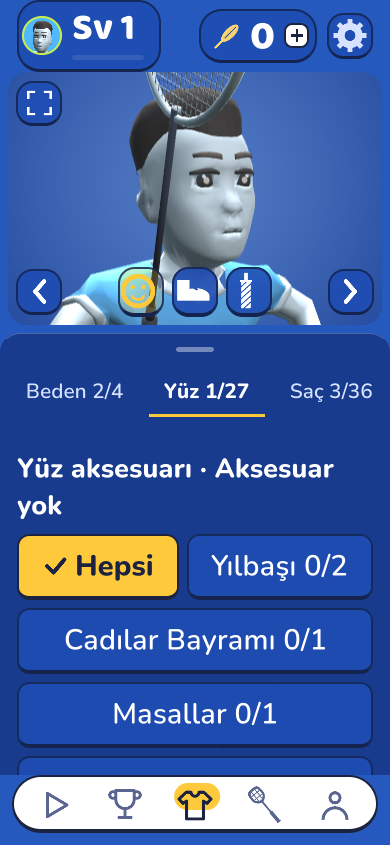 Sv 1
0
Beden 2/4
Yüz 1/27
Saç 3/36
Yüz aksesuarı · Aksesuar
yok
Hepsi
Yılbaşı 0/2
Cadılar Bayramı 0/1
Masallar 0/1